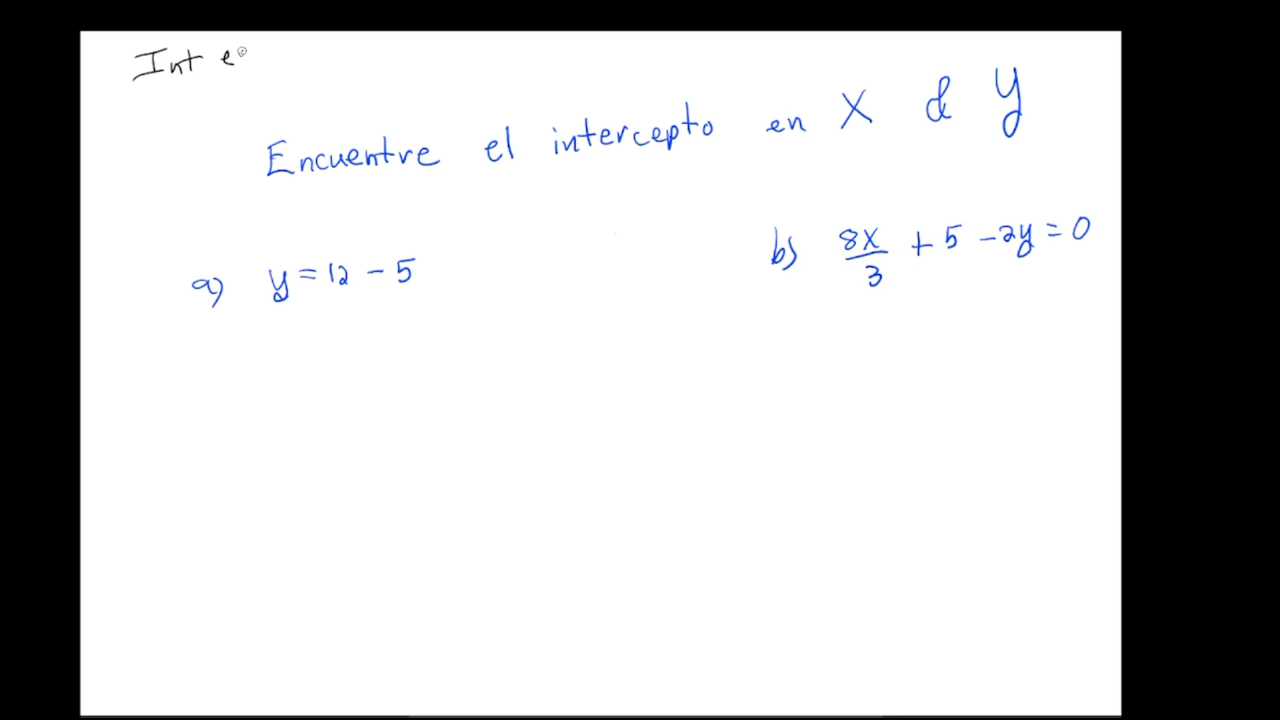 Int e
Encuentre el intercepto en X & y
a) y = 12 - 5
b) 8x/3 + 5 - 2y = 0